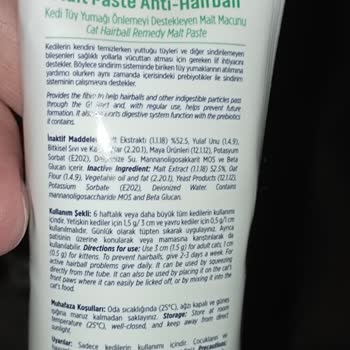 Malt Paste Anti-Hairball
Kedi Tüy Yumağı Önlemeyi Destekleyen Malt Macunu
Cat Hairball Remedy Malt Paste
Kedilerin kendini temizlerken yuttuğu tüyleri ve diğer sindirilemeyen
bileşenleri sağlıklı yollarla vücuttan atması için gereken lif ihtiyacını
destekler. Böylece sindirim sisteminde biriken tüy yumaklarının atılımına
yardımcı olurken aynı zamanda içerisindeki prebiyotikler ile sindirim
sisteminin çalışmasını destekler.
Provides the fibre to help hairballs and other indigestible particles pass
through the GI and, with regular use, helps prevent future
formation. It also supports digestive system function with the prebiotics
it contains.
İnaktif Maddeler: Malt Ekstraktı (1.1.18) %52.5, Yulaf Unu (1.4.9),
Bitkisel Sıvı ve Ka (2.20.1), Maya Ürünleri (12.1.12), Potasyum
Sorbat (E202), Deiyonize Su. Mannanoligosakkarit MOS ve Beta
Glucan. Inactive Ingredients: Malt Extract (1.1.18) 52.5%, Oat
Flour (1.4.9), Vegetable oil and fat (2.20.1), Yeast Products (12.1.12),
Potassium Sorbate (E202), Deionized Water. Contains
mannanoligosaccharide MOS and Beta Glucan.
Kullanım Şekli: 6 haftalık veya daha büyük tüm kedilerin kullanımı
içindir. Yetişkin kediler için 1.5 g/3 cm ve yavru kediler için 0,5 g/1 cm
kullanılmalıdır. Günlük olarak tüpten sıkarak uygulayınız. Ayrıca
patisinin üzerine konularak veya mamasına karıştırılarak da
kullanılabilir. Directions for use: Use 3 cm (1.5 g) for adult cats, 1 cm
(0.5 g) for kittens. To prevent hairballs, give 2-3 days a week. For
active hairball problems give daily. It can be used by squeezing
directly from the tube. It can also be used by placing it on the cat's
front paws where it can easily be licked off, or by mixing it into the
cat's food.
Muhafaza Koşulları: Oda sıcaklığında (25°C), ağzı kapalı ve güneş
ışığına maruz kalmadan saklayınız. Storage: Store at room
temperature (25°C), well-closed, and keep away from direct
sunlight.
Uyarılar: Sadece kedilerin kullanımı içindir. Çocukların ve